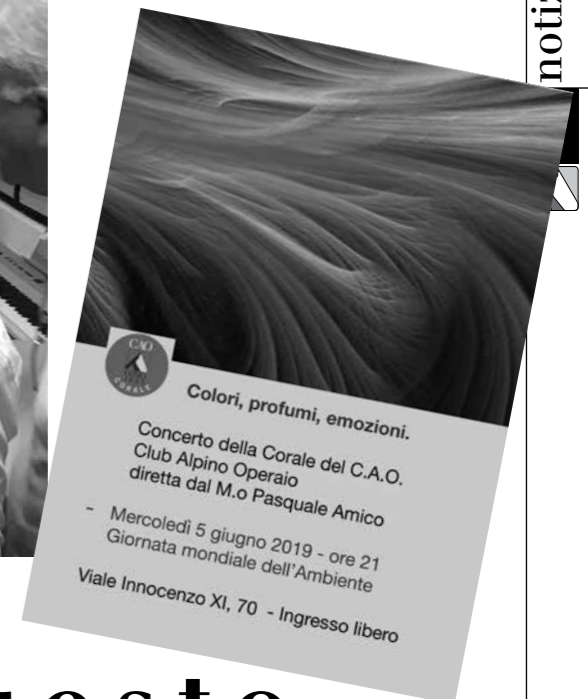 notiz
CAO
CORALE
Colori, profumi, emozioni.
Concerto della Corale del C.A.O.
Club Alpino Operaio
diretta dal M.o Pasquale Amico
- Mercoledì 5 giugno 2019 - ore 21
Giornata mondiale dell'Ambiente
Viale Innocenzo XI, 70 - Ingresso libero